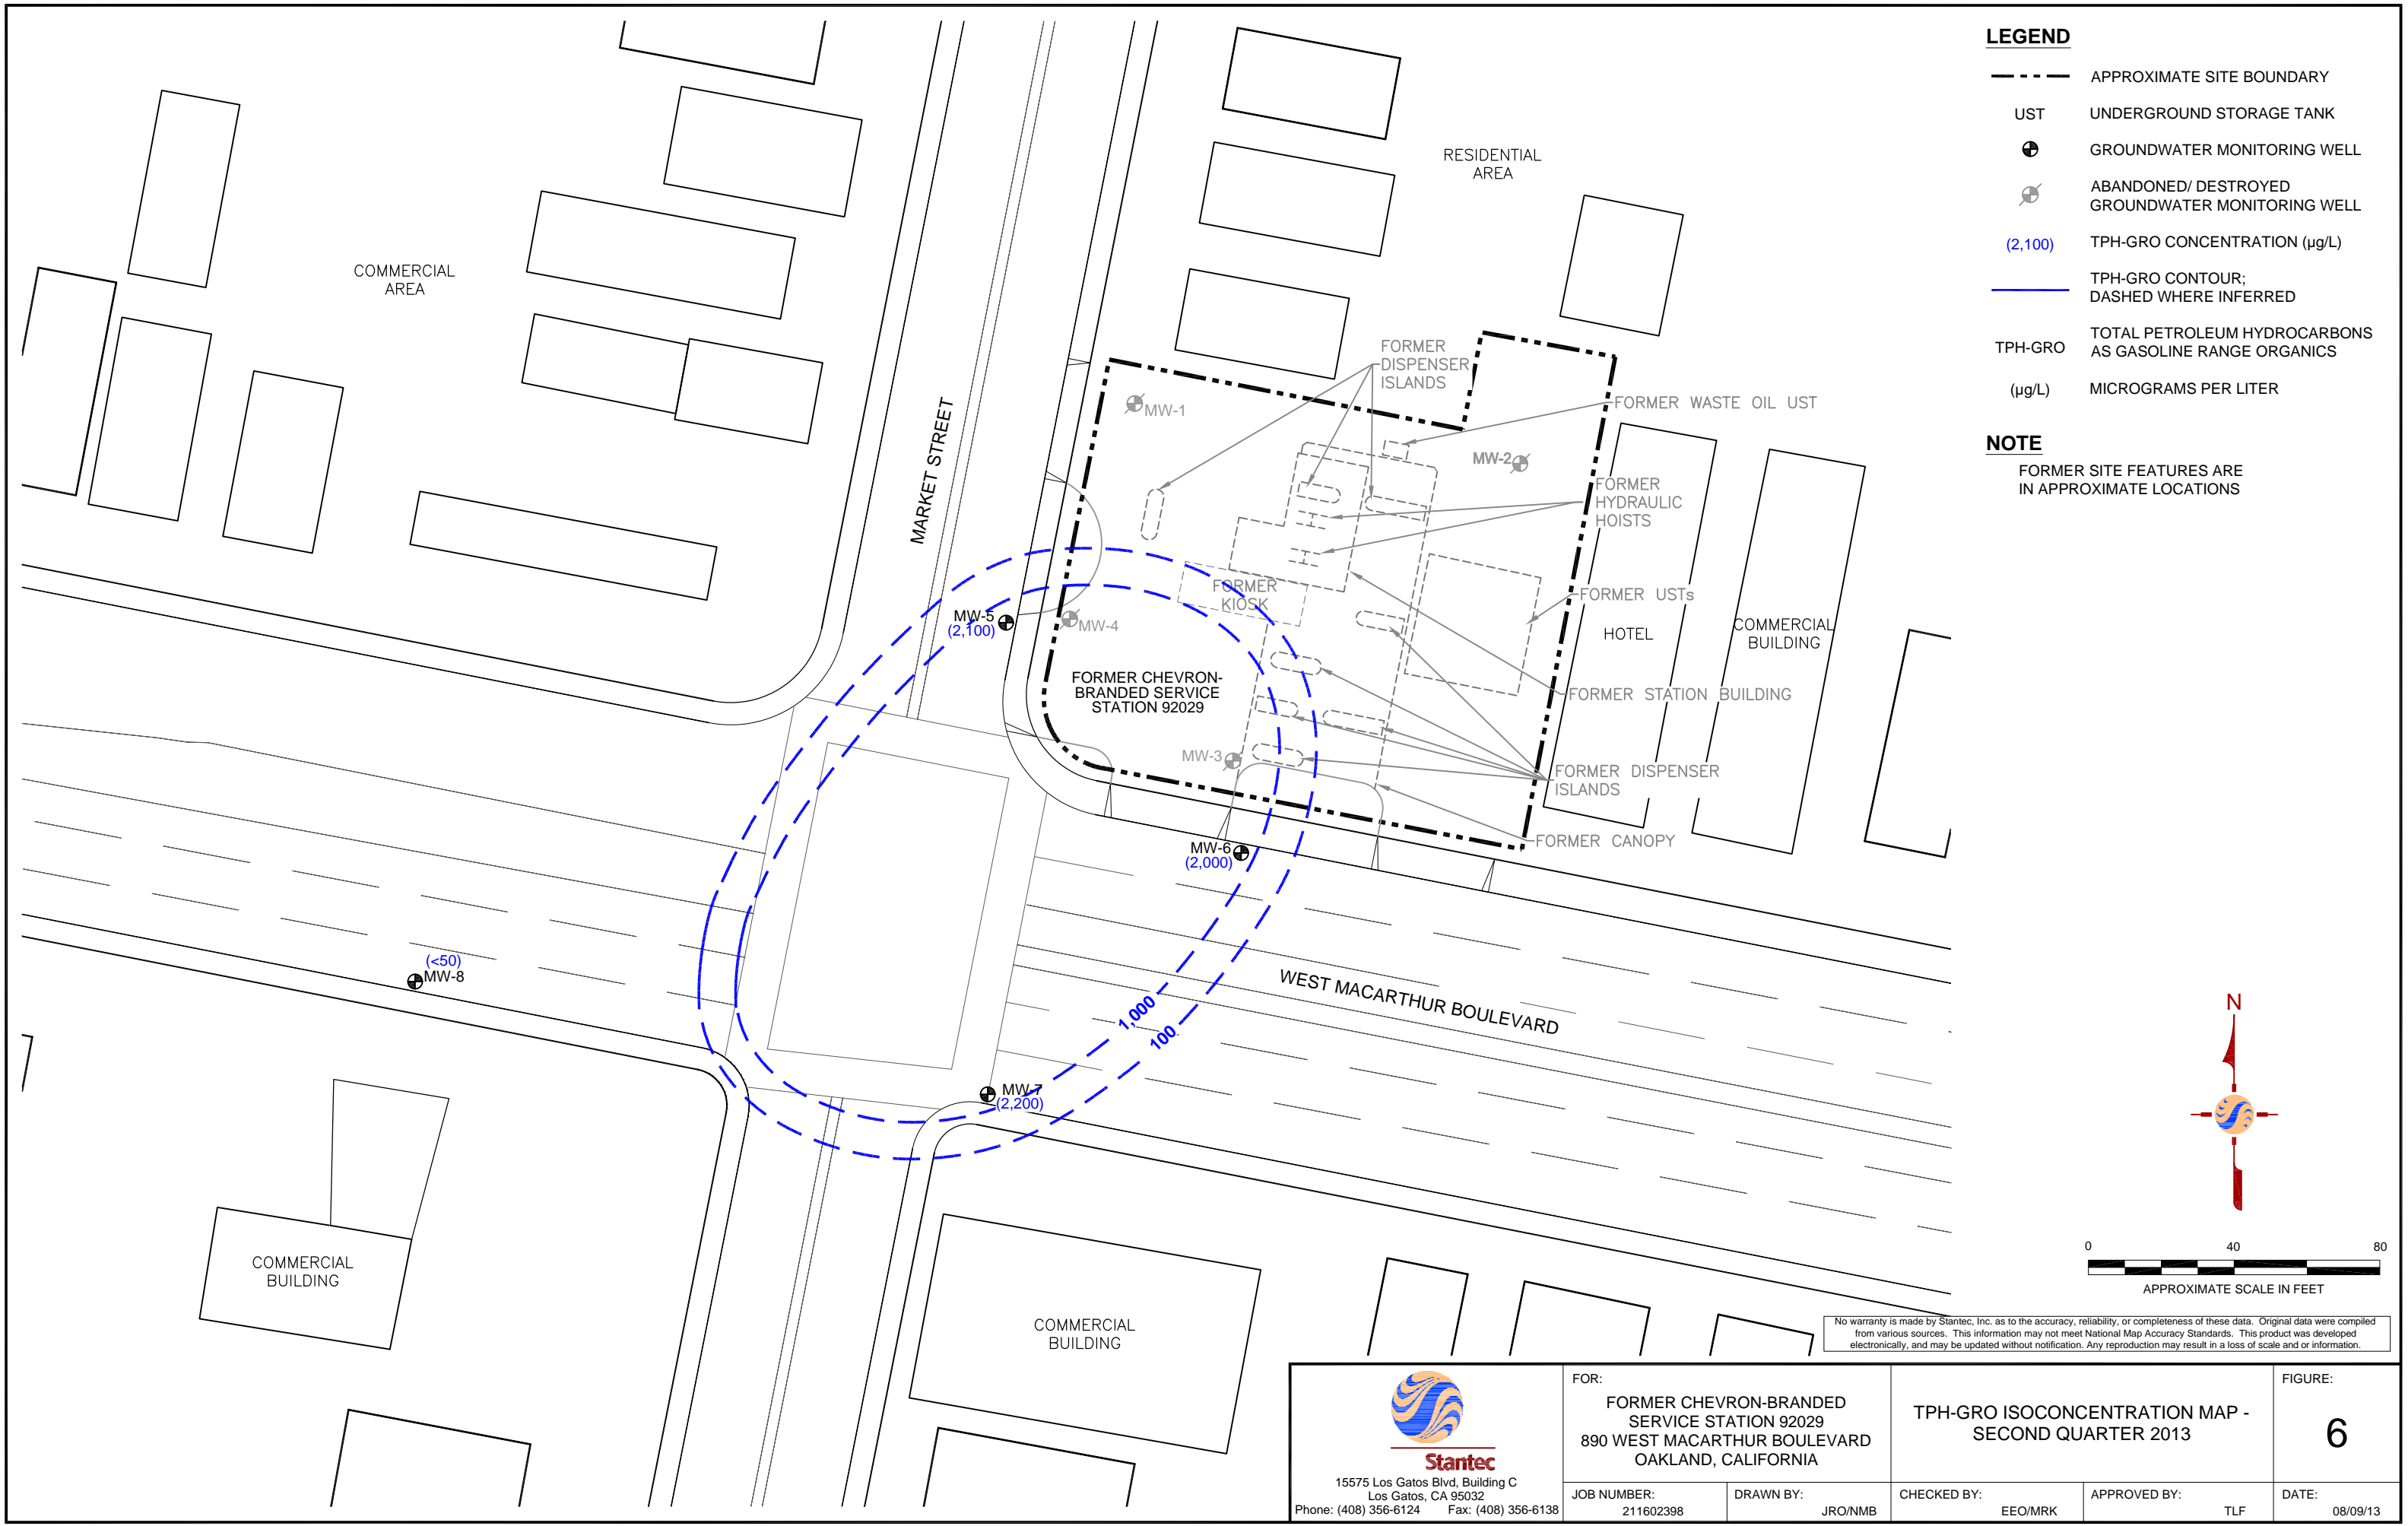 LEGEND
APPROXIMATE SITE BOUNDARY
UST
UNDERGROUND STORAGE TANK
GROUNDWATER MONITORING WELL
ABANDONED/ DESTROYED
GROUNDWATER MONITORING WELL
(2,100)
TPH-GRO CONCENTRATION (µg/L)
TPH-GRO CONTOUR;
DASHED WHERE INFERRED
TPH-GRO
TOTAL PETROLEUM HYDROCARBONS
AS GASOLINE RANGE ORGANICS
(µg/L)
MICROGRAMS PER LITER
NOTE
FORMER SITE FEATURES ARE
IN APPROXIMATE LOCATIONS
RESIDENTIAL
AREA
COMMERCIAL
AREA
MARKET STREET
FORMER
DISPENSER
ISLANDS
MW-1
FORMER WASTE OIL UST
MW-2
FORMER
HYDRAULIC
HOISTS
FORMER
KIOSK
FORMER USTs
MW-5
(2,100)
MW-4
HOTEL
COMMERCIAL
BUILDING
FORMER CHEVRON-
BRANDED SERVICE
STATION 92029
FORMER STATION BUILDING
MW-3
FORMER DISPENSER
ISLANDS
FORMER CANOPY
MW-6
(2,000)
(<50)
MW-8
WEST MACARTHUR BOULEVARD
1,000
100
MW-7
(2,200)
COMMERCIAL
BUILDING
COMMERCIAL
BUILDING
N
0 40 80
APPROXIMATE SCALE IN FEET
No warranty is made by Stantec, Inc. as to the accuracy, reliability, or completeness of these data. Original data were compiled
from various sources. This information may not meet National Map Accuracy Standards. This product was developed
electronically, and may be updated without notification. Any reproduction may result in a loss of scale and or information.
Stantec
15575 Los Gatos Blvd, Building C
Los Gatos, CA 95032
Phone: (408) 356-6124 Fax: (408) 356-6138
FOR:
FORMER CHEVRON-BRANDED
SERVICE STATION 92029
890 WEST MACARTHUR BOULEVARD
OAKLAND, CALIFORNIA
TPH-GRO ISOCONCENTRATION MAP -
SECOND QUARTER 2013
FIGURE:
6
JOB NUMBER:
211602398
DRAWN BY:
JRO/NMB
CHECKED BY:
EEO/MRK
APPROVED BY:
TLF
DATE:
08/09/13